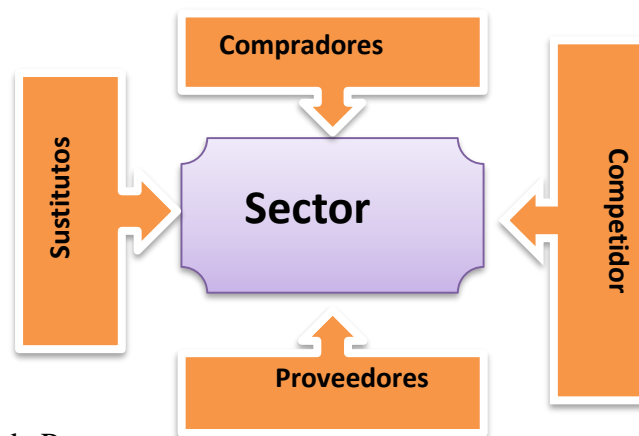 Compradores
Sustitutos
Sector
Competidor
Proveedores